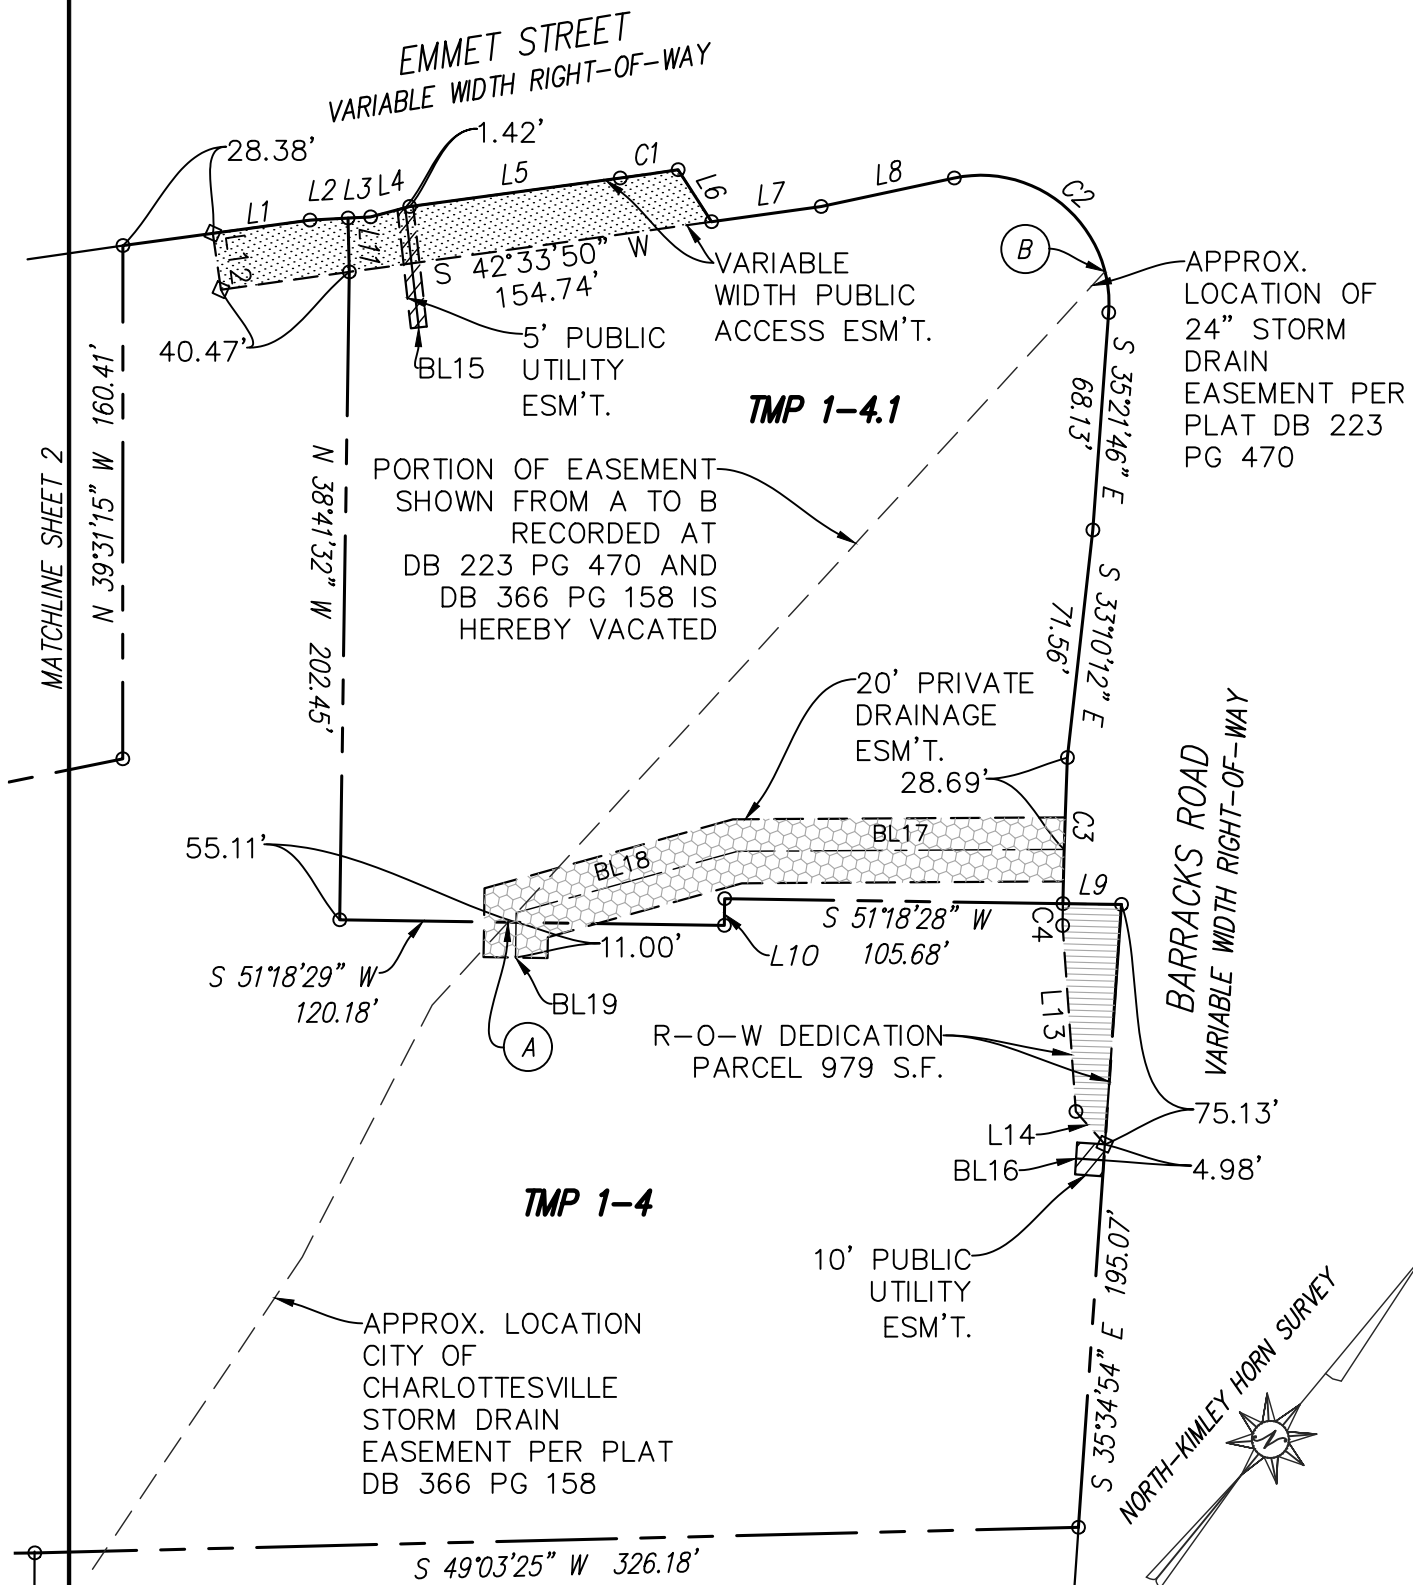 EMMET STREET
VARIABLE WIDTH RIGHT-OF-WAY
28.38'
1.42'
L1
L2
L3
L4
L5
C1
L6
L7
L8
C2
L12
L11
S 42°33'50" W
154.74'
40.47'
BL15
5' PUBLIC
UTILITY
ESM'T.
VARIABLE
WIDTH PUBLIC
ACCESS ESM'T.
B
APPROX.
LOCATION OF
24" STORM
DRAIN
EASEMENT PER
PLAT DB 223
PG 470
TMP 1-4.1
MATCHLINE SHEET 2
N 39°31'15" W 160.41'
N 38°41'32" W 202.45'
PORTION OF EASEMENT
SHOWN FROM A TO B
RECORDED AT
DB 223 PG 470 AND
DB 366 PG 158 IS
HEREBY VACATED
S 35°21'46" E
68.13'
S 33°10'12" E
71.56'
20' PRIVATE
DRAINAGE
ESM'T.
28.69'
BARRACKS ROAD
VARIABLE WIDTH RIGHT-OF-WAY
C3
BL17
BL18
55.11'
L9
C4
S 51°18'28" W
105.68'
L10
11.00'
S 51°18'29" W
120.18'
BL19
A
L13
R-O-W DEDICATION
PARCEL 979 S.F.
75.13'
L14
BL16
4.98'
TMP 1-4
10' PUBLIC
UTILITY
ESM'T.
S 35°34'54" E 195.07'
APPROX. LOCATION
CITY OF
CHARLOTTESVILLE
STORM DRAIN
EASEMENT PER PLAT
DB 366 PG 158
NORTH-KIMLEY HORN SURVEY
N
S 49°03'25" W 326.18'